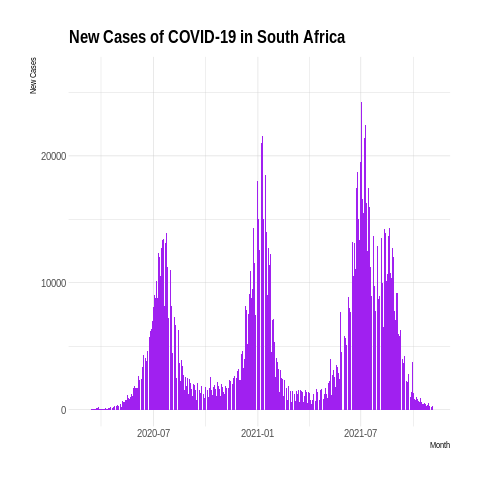 New Cases of COVID-19 in South Africa
New Cases
20000
10000
0
2020-07
2021-01
2021-07
Month